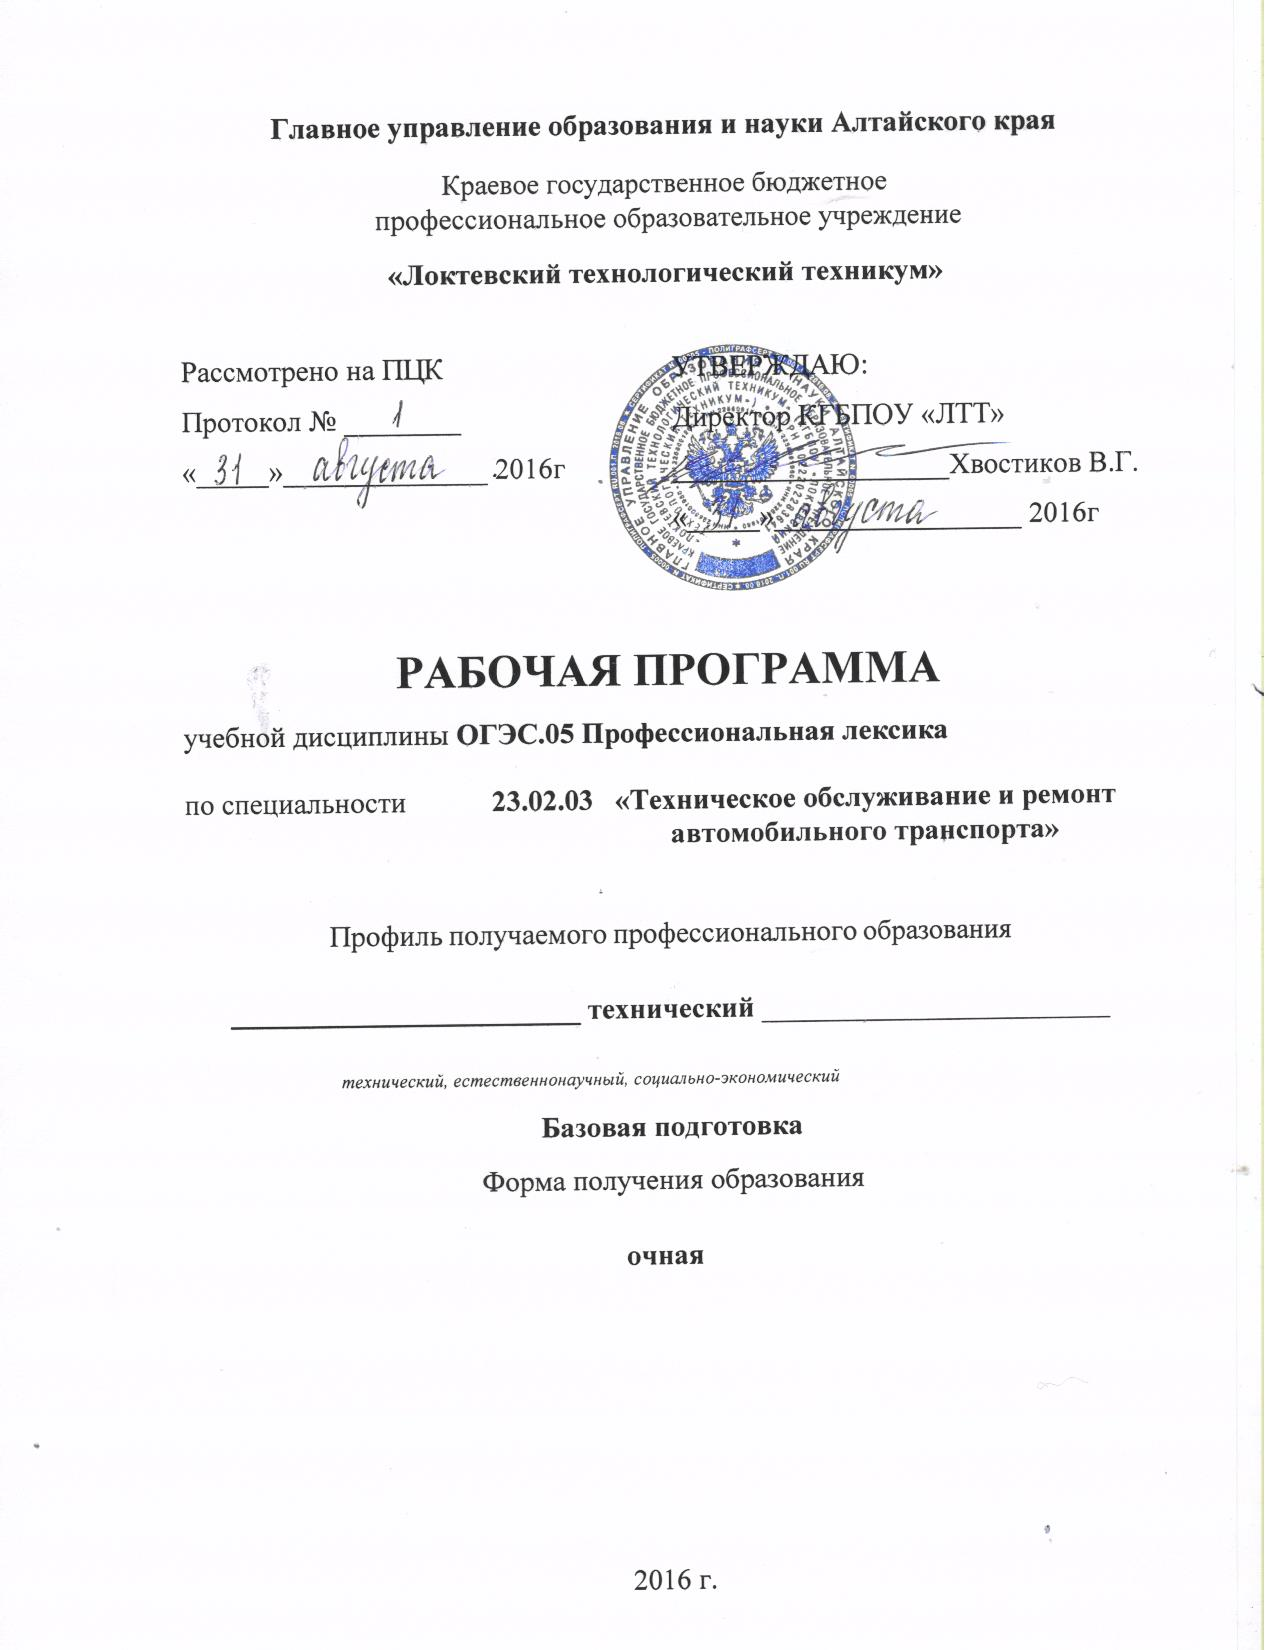 Главное управление образования и науки Алтайского края
Краевое государственное бюджетное
профессиональное образовательное учреждение
«Локтевский технологический техникум»
Рассмотрено на ПЦК
Протокол № 1
«31» августа 2016г
УТВЕРЖДАЮ:
Директор КГБПОУ «ЛТТ»
Хвостиков В.Г.
« » августа 2016г
РАБОЧАЯ ПРОГРАММА
учебной дисциплины ОГЭС.05 Профессиональная лексика
по специальности 23.02.03 «Техническое обслуживание и ремонт
автомобильного транспорта»
Профиль получаемого профессионального образования
технический
технический, естественнонаучный, социально-экономический
Базовая подготовка
Форма получения образования
очная
2016 г.